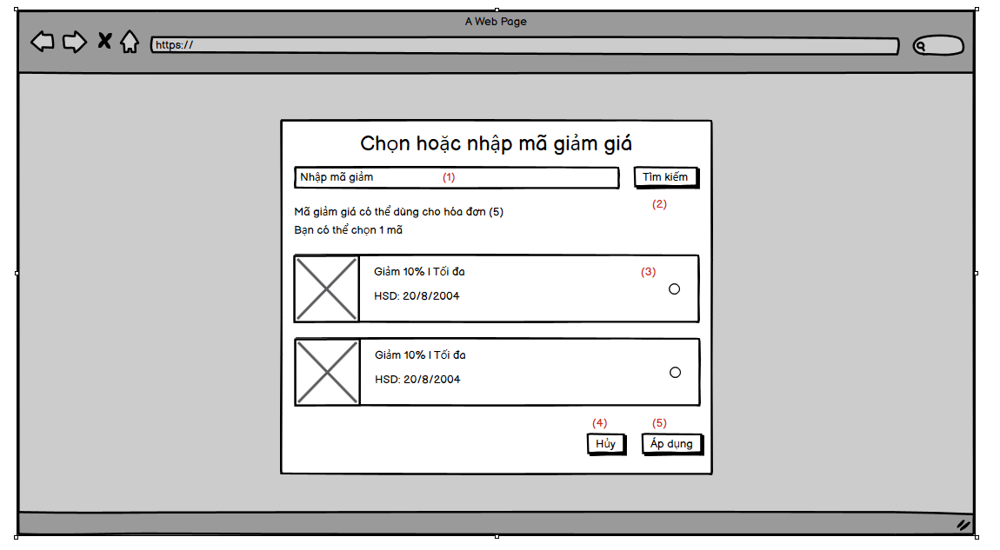 A Web Page
https://
Chọn hoặc nhập mã giảm giá
Nhập mã giảm (1) Tìm kiếm
(2)
Mã giảm giá có thể dùng cho hóa đơn (5)
Bạn có thể chọn 1 mã
Giảm 10% | Tối đa (3)
HSD: 20/8/2004
Giảm 10% | Tối đa
HSD: 20/8/2004
(4) (5)
Hủy Áp dụng